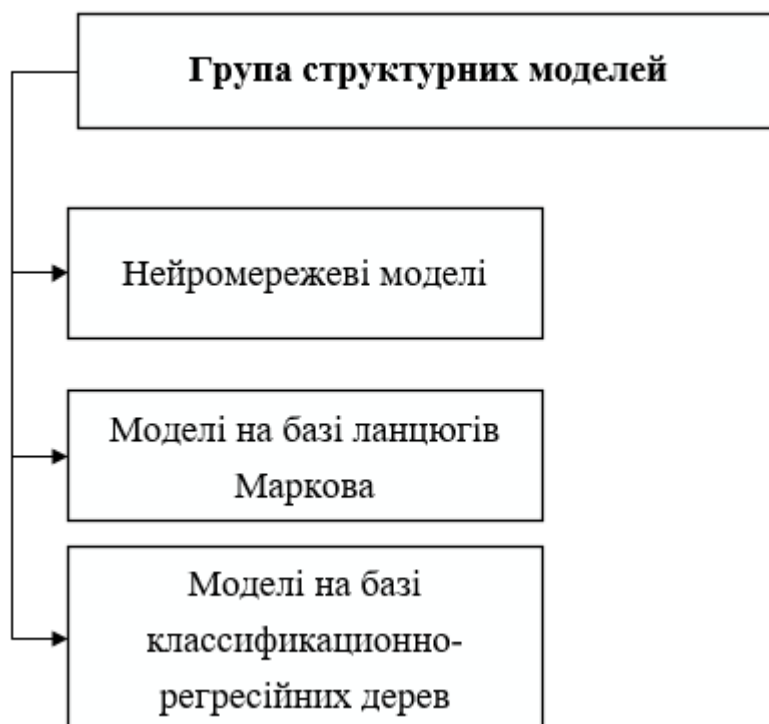 Група структурних моделей
Нейромережеві моделі
Моделі на базі ланцюгів
Маркова
Моделі на базі
классификационно-
регресійних дерев